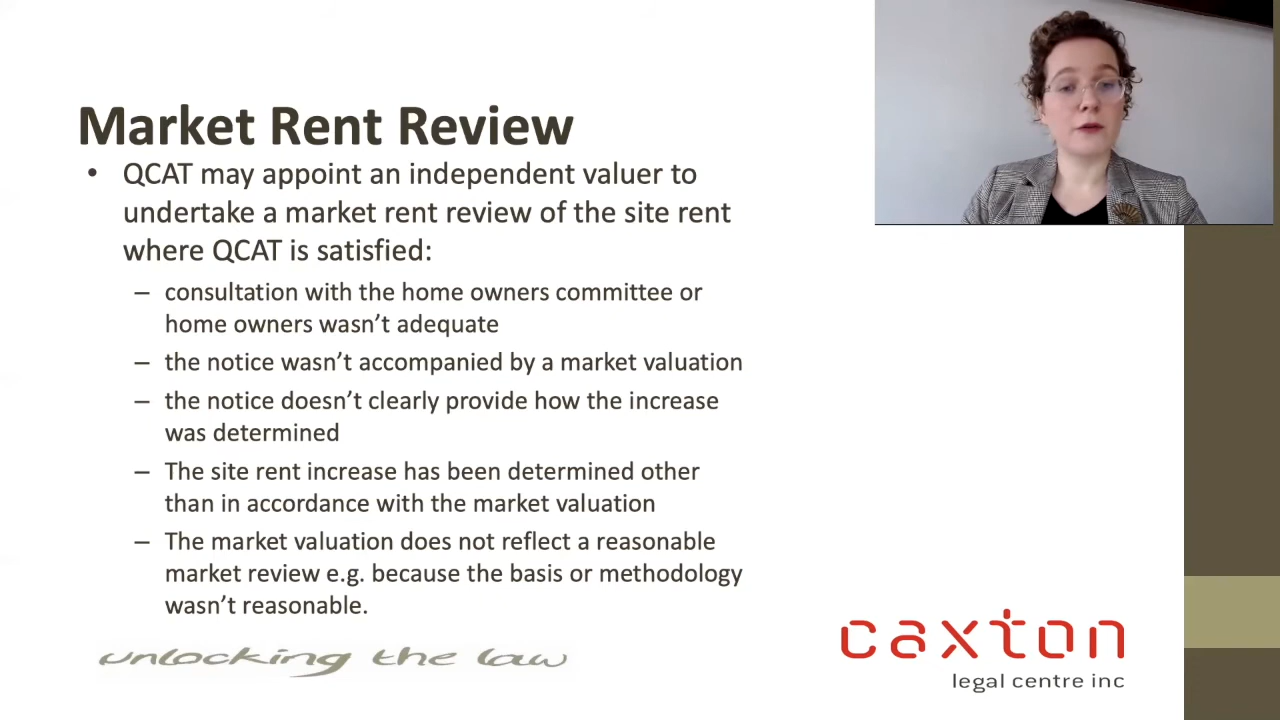 Market Rent Review
• QCAT may appoint an independent valuer to
undertake a market rent review of the site rent
where QCAT is satisfied:
– consultation with the home owners committee or
home owners wasn’t adequate
– the notice wasn’t accompanied by a market valuation
– the notice doesn’t clearly provide how the increase
was determined
– The site rent increase has been determined other
than in accordance with the market valuation
– The market valuation does not reflect a reasonable
market review e.g. because the basis or methodology
wasn’t reasonable.
unlocking the law
caxton
legal centre inc